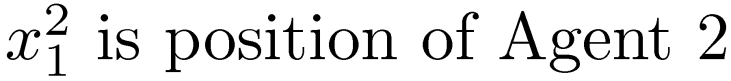 $x_1^2$ is position of Agent 2